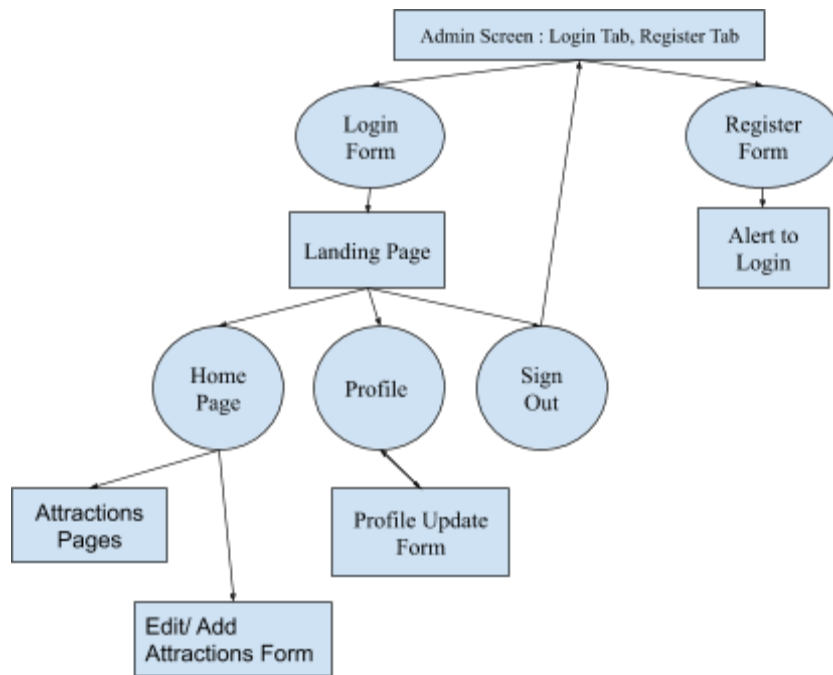 Admin Screen : Login Tab, Register Tab
Login
Form
Register
Form
Landing Page
Alert to
Login
Home
Page
Profile
Sign
Out
Attractions
Pages
Profile Update
Form
Edit/ Add
Attractions Form